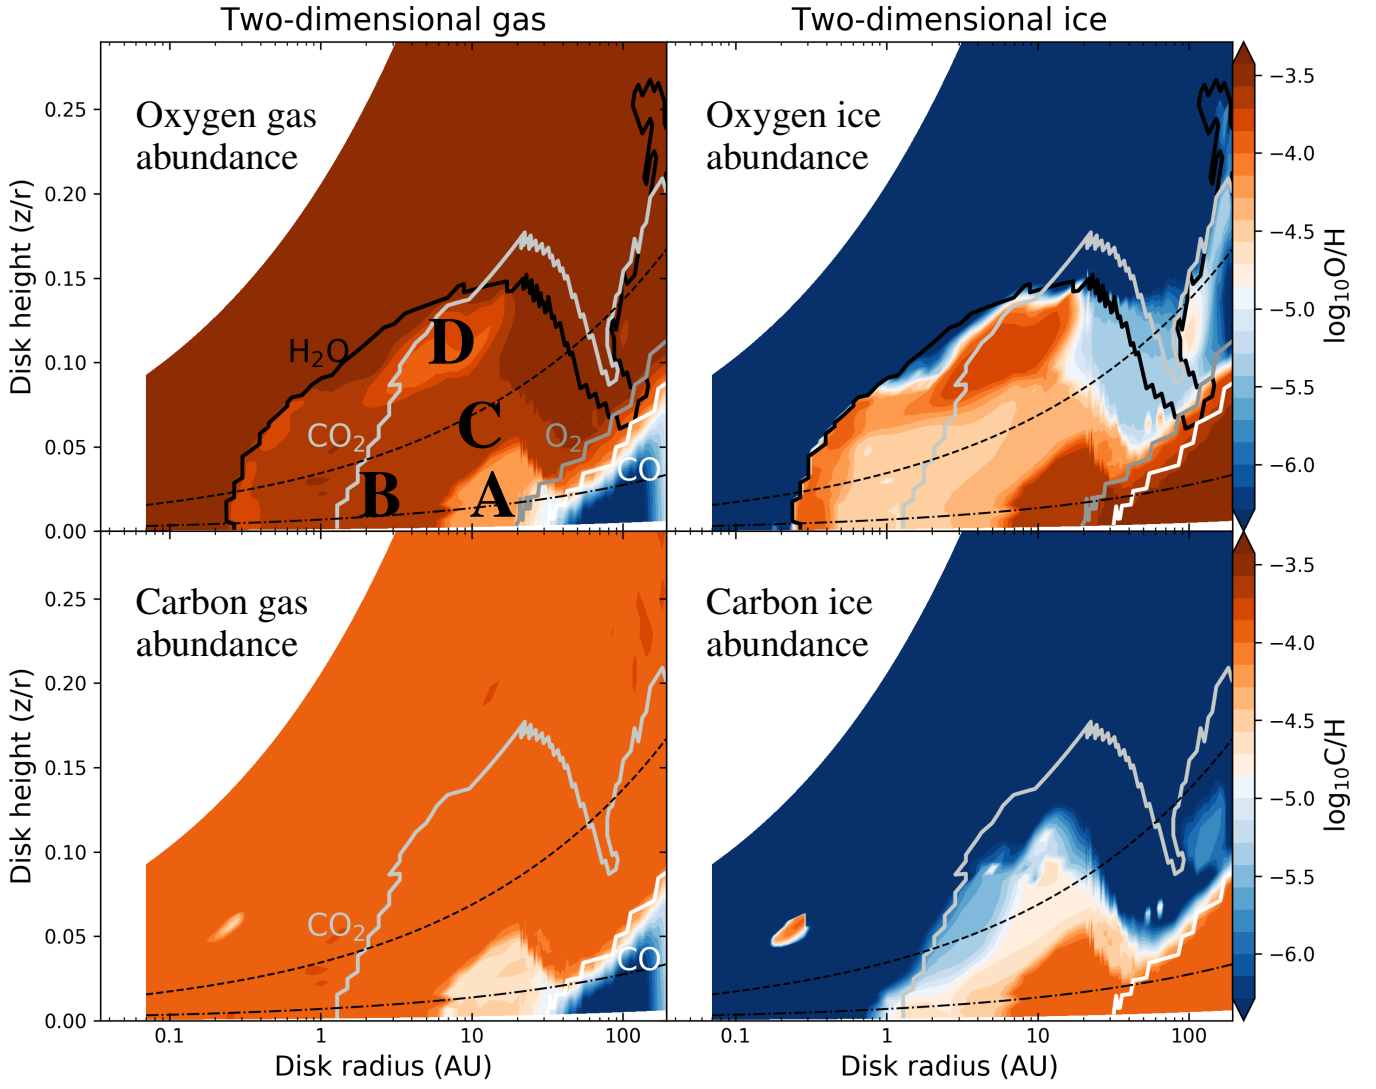 Two-dimensional gas
Two-dimensional ice
Oxygen gas
abundance
Oxygen ice
abundance
H₂O
CO₂
O₂
CO
A
B
C
D
Disk height (z/r)
0.25
0.20
0.15
0.10
0.05
0.00
−3.5
−4.0
−4.5
−5.0
−5.5
−6.0
log₁₀O/H
Carbon gas
abundance
Carbon ice
abundance
CO₂
CO
Disk height (z/r)
0.25
0.20
0.15
0.10
0.05
0.00
−3.5
−4.0
−4.5
−5.0
−5.5
−6.0
log₁₀C/H
0.1
1
10
100
0.1
1
10
100
Disk radius (AU)
Disk radius (AU)